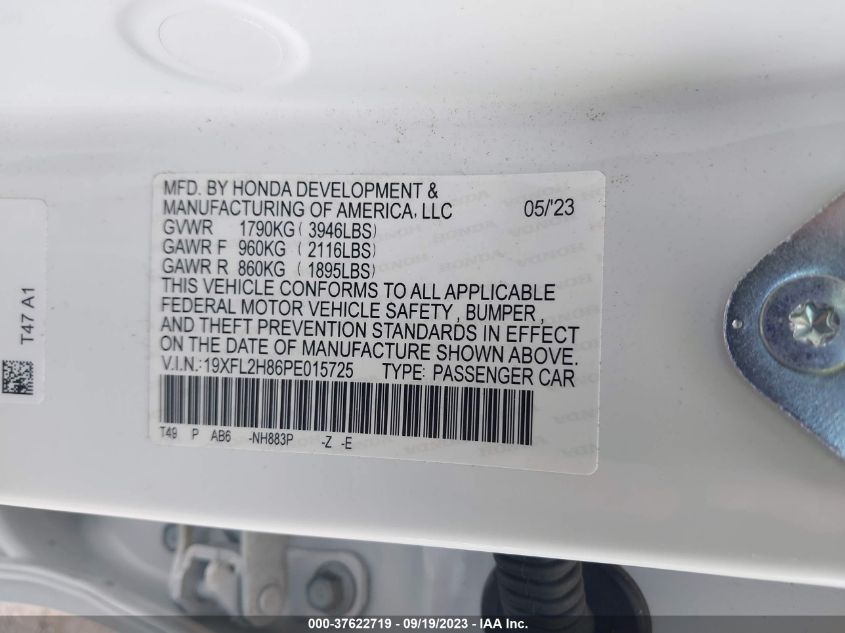 MFD. BY HONDA DEVELOPMENT &
MANUFACTURING OF AMERICA, LLC 05/'23
GVWR 1790KG ( 3946LBS)
GAWR F 960KG ( 2116LBS)
GAWR R 860KG ( 1895LBS)
THIS VEHICLE CONFORMS TO ALL APPLICABLE
FEDERAL MOTOR VEHICLE SAFETY, BUMPER,
AND THEFT PREVENTION STANDARDS IN EFFECT
ON THE DATE OF MANUFACTURE SHOWN ABOVE.
V.I.N.:19XFL2H86PE015725 TYPE: PASSENGER CAR
T49 P AB6 -NH883P -Z -E
T47 A1
000-37622719 - 09/19/2023 - IAA Inc.